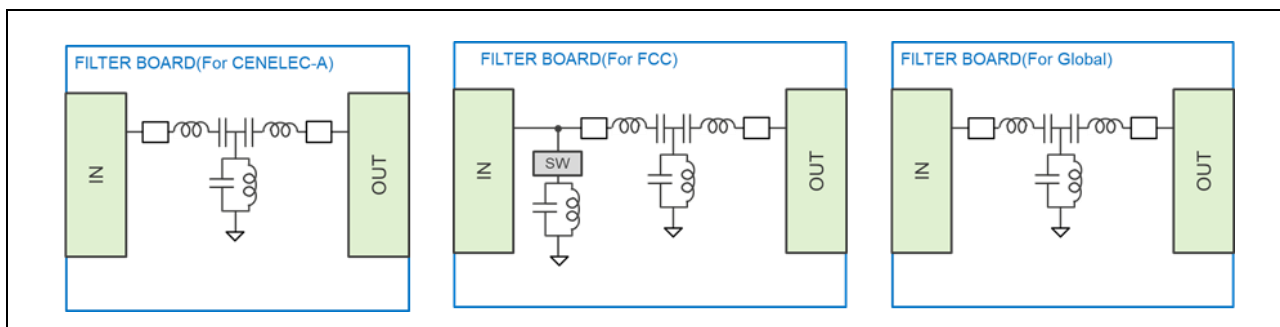 FILTER BOARD(For CENELEC-A)
IN
OUT
FILTER BOARD(For FCC)
IN
SW
OUT
FILTER BOARD(For Global)
IN
OUT